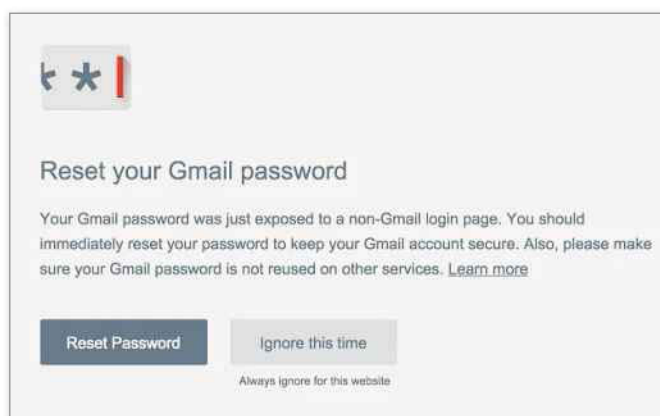 Reset your Gmail password
Your Gmail password was just exposed to a non-Gmail login page. You should
immediately reset your password to keep your Gmail account secure. Also, please make
sure your Gmail password is not reused on other services. Learn more
Reset Password Ignore this time
Always ignore for this website